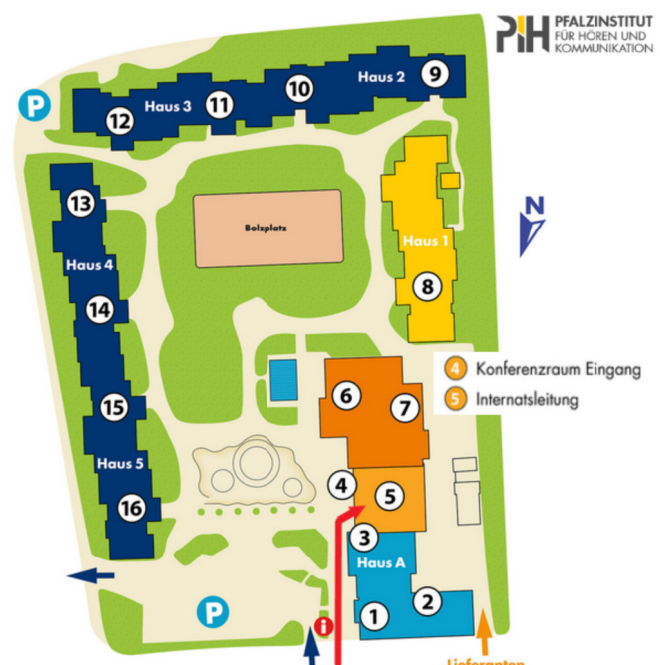 PIH PFALZINSTITUT
FÜR HÖREN UND
KOMMUNIKATION
Haus 2
9
10
Haus 3
11
12
P
13
Haus 4
14
15
Haus 5
16
Bolzplatz
N
Haus 1
8
4 Konferenzraum Eingang
5 Internatsleitung
6
7
4
5
3
Haus A
2
1
P
i
Lieferanten